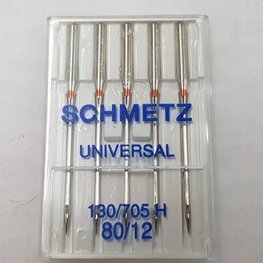 SCHMETZ
UNIVERSAL
130/705 H
80/12